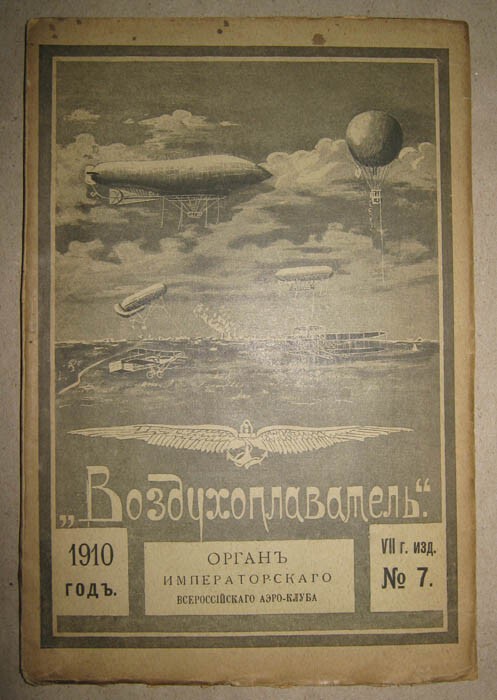 „Воздухоплаватель“.
1910
годъ.
ОРГАНЪ
ИМПЕРАТОРСКАГО
ВСЕРОССІЙСКАГО АЭРО-КЛУБА
VII г. изд.
№ 7.